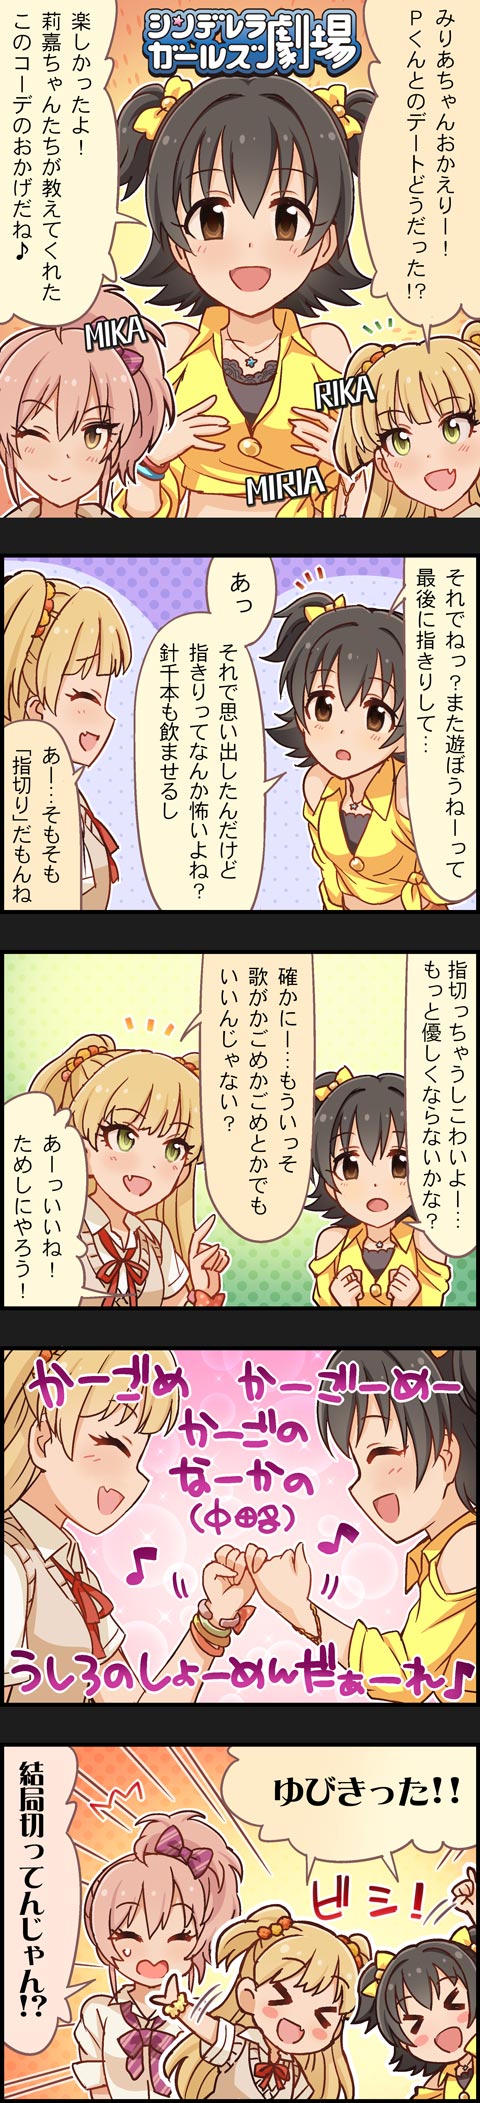 シンデレラ
ガールズ劇場
みりあちゃんおかえりー!
Pくんとのデートどうだった!?
楽しかったよ!
莉嘉ちゃんたちが教えてくれた
このコーデのおかげだね♪
MIKA
RIKA
MIRIA
それでねっ?また遊ぼうねーって
最後に指きりして…
あっ
それで思い出したんだけど
指きりってなんか怖いよね?
針千本も飲ませるし
あー…そもそも
「指切り」だもんね
指切っちゃうしこわいよー…
もっと優しくならないかな?
確かにー…もういっそ
歌がかごめかごめとかでも
いいんじゃない?
あーっいいね!
ためしにやろう!
かーごめ かーごーめー
かーごの
なーかの
(中略)
うしろのしょーめんだぁーれ♪
ゆびきった!!
ビシ!
結局切ってんじゃん!?